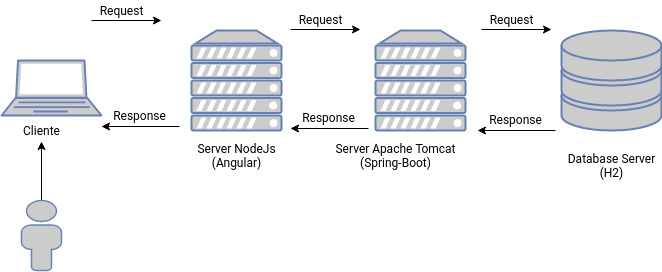 Request
Request
Request
Response
Response
Response
Cliente
Server NodeJs
(Angular)
Server Apache Tomcat
(Spring-Boot)
Database Server
(H2)